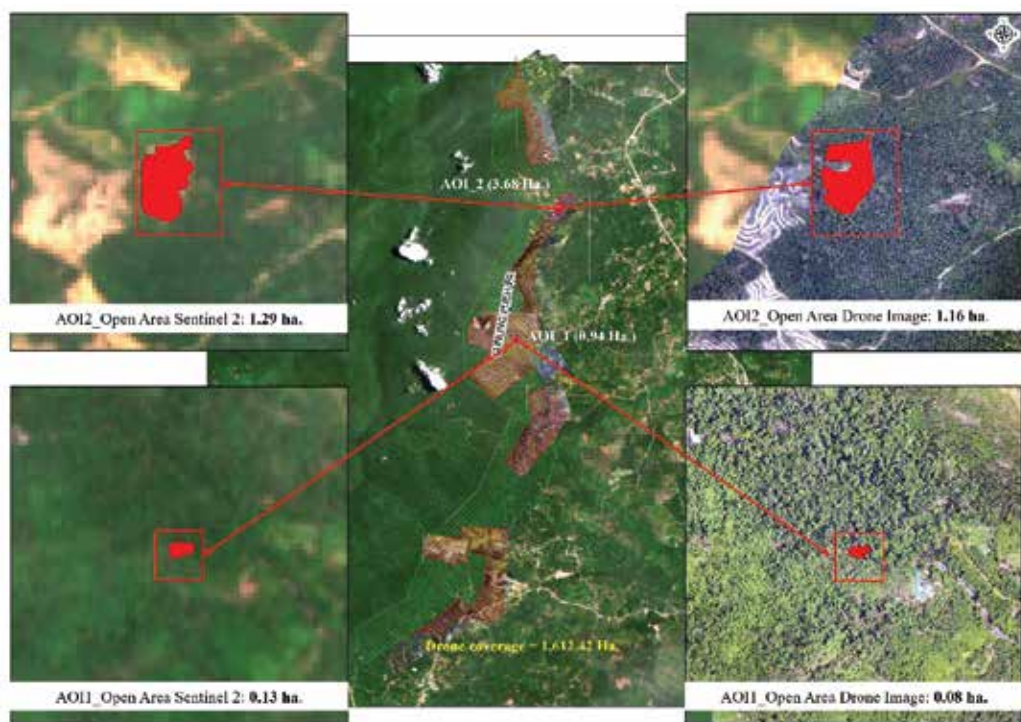 AOI_2 (3.68 Ha.)
AOI2_Open Area Sentinel 2: 1.29 ha.
AOI2_Open Area Drone Image: 1.16 ha.
AOI_1 (0.94 Ha.)
Drone coverage = 1,612.42 Ha.
AOI1_Open Area Sentinel 2: 0.13 ha.
AOI1_Open Area Drone Image: 0.08 ha.